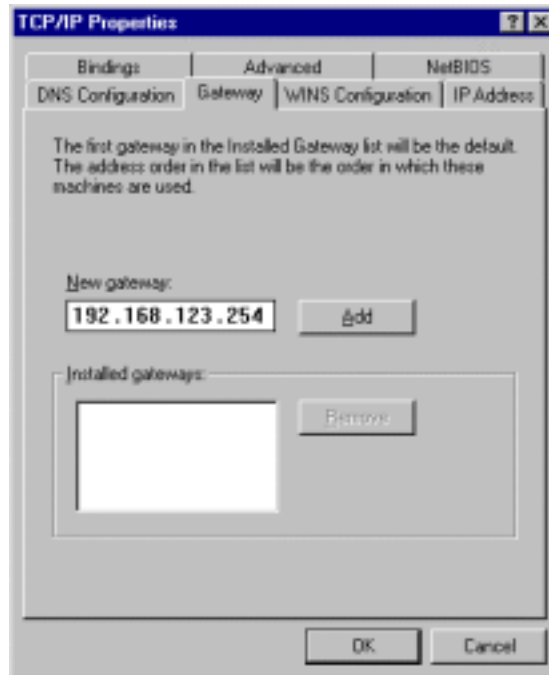 TCP/IP Properties
Bindings Advanced NetBIOS
DNS Configuration Gateway WINS Configuration IP Address
The first gateway in the Installed Gateway list will be the default.
The address order in the list will be the order in which these
machines are used.
New gateway:
192.168.123.254 Add
Installed gateways:
Remove
OK Cancel